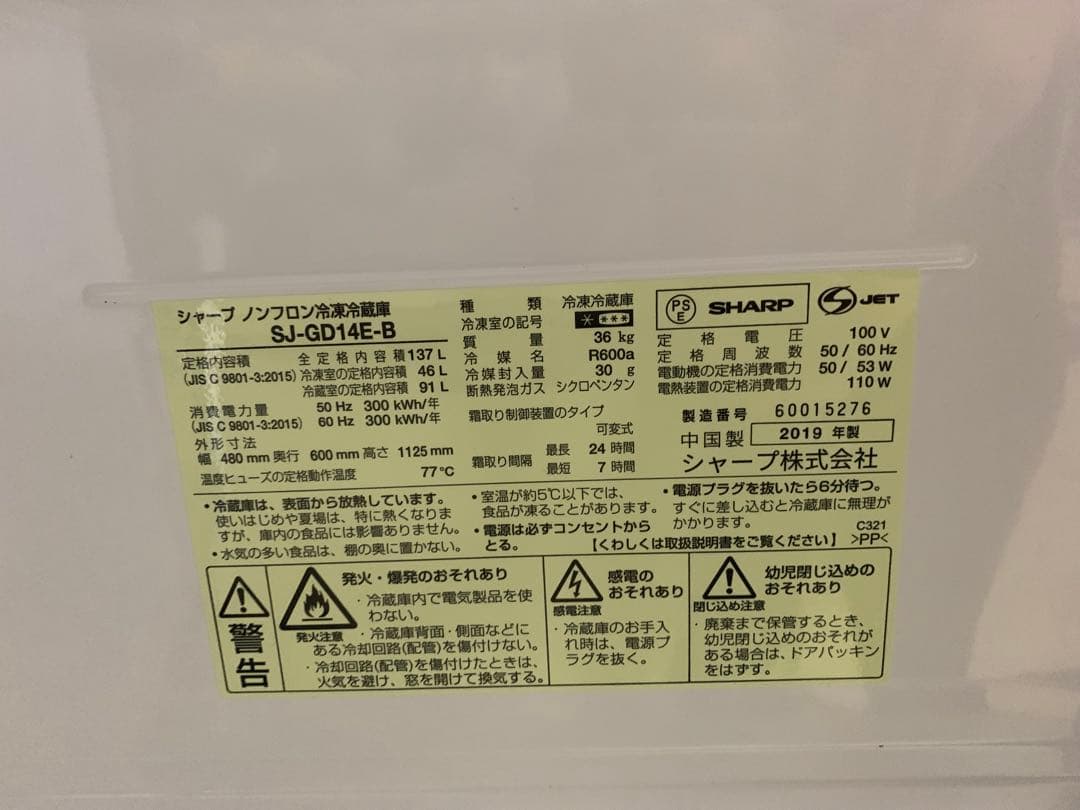 シャープ ノンフロン冷凍冷蔵庫
SJ-GD14E-B
定格内容積
(JIS C 9801-3:2015)
全定格内容積 137 L
冷凍室の定格内容積 46 L
冷蔵室の定格内容積 91 L
消費電力量
(JIS C 9801-3:2015)
50 Hz 300 kWh/年
60 Hz 300 kWh/年
外形寸法
幅 480 mm 奥行 600 mm 高さ 1125 mm
温度ヒューズの定格動作温度 77℃
種類 冷凍冷蔵庫
冷凍室の記号 ****
質量 36 kg
冷媒名 R600a
冷媒封入量 30 g
断熱発泡ガス シクロペンタン
霜取り制御装置のタイプ
可変式
霜取り間隔
最長 24 時間
最短 7 時間
PS
E
SHARP
S JET
定格電圧 100 V
定格周波数 50 / 60 Hz
電動機の定格消費電力 50 / 53 W
電熱装置の定格消費電力 110 W
製造番号 60015276
中国製 2019 年製
シャープ株式会社
・冷蔵庫は、表面から放熱しています。
使いはじめや夏場は、特に熱くなりま
すが、庫内の食品には影響ありません。
・水気の多い食品は、棚の奥に置かない。
・室温が約5℃以下では、
食品が凍ることがあります。
・電源は必ずコンセントから
とる。
・電源プラグを抜いたら6分待つ。
すぐに差し込むと冷蔵庫に無理が
かかります。
【くわしくは取扱説明書をご覧ください】
C321
>PP<
警告
発火・爆発のおそれあり
発火注意
・冷蔵庫内で電気製品を使
わない。
・冷蔵庫背面・側面などに
ある冷却回路(配管)を傷付けない。
・冷却回路(配管)を傷付けたときは、
火気を避け、窓を開けて換気する。
感電の
おそれあり
感電注意
・冷蔵庫のお手入
れ時は、電源プ
ラグを抜く。
幼児閉じ込めの
おそれあり
閉じ込め注意
・廃棄まで保管するとき、
幼児閉じ込めのおそれが
ある場合は、ドアパッキン
をはずす。